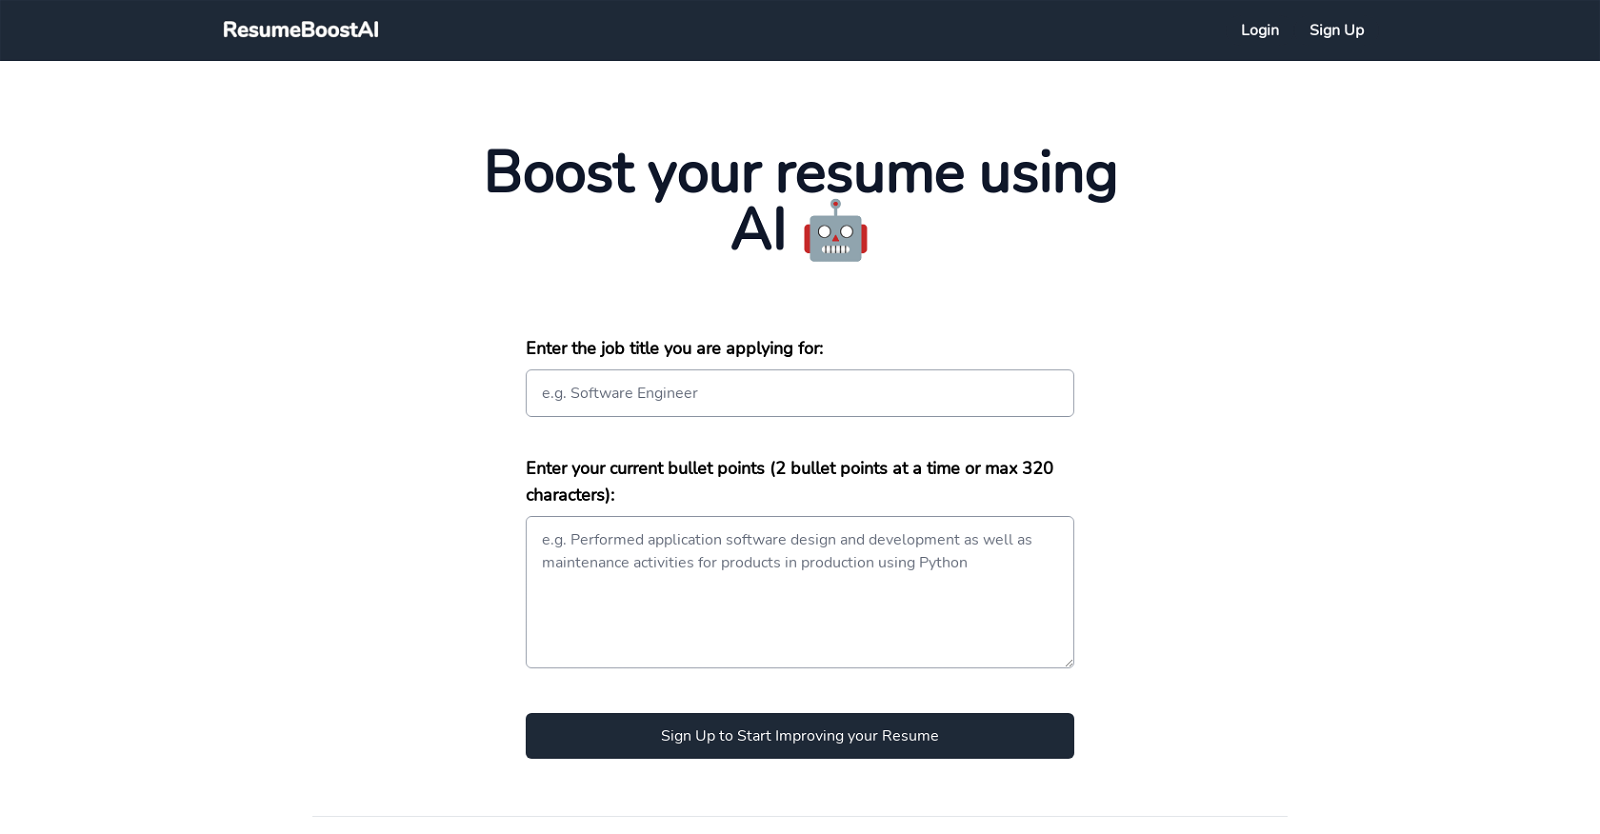 ResumeBoostAI
Login
Sign Up
Boost your resume using
AI 🤖
Enter the job title you are applying for:
e.g. Software Engineer
Enter your current bullet points (2 bullet points at a time or max 320
characters):
e.g. Performed application software design and development as well as
maintenance activities for products in production using Python
Sign Up to Start Improving your Resume